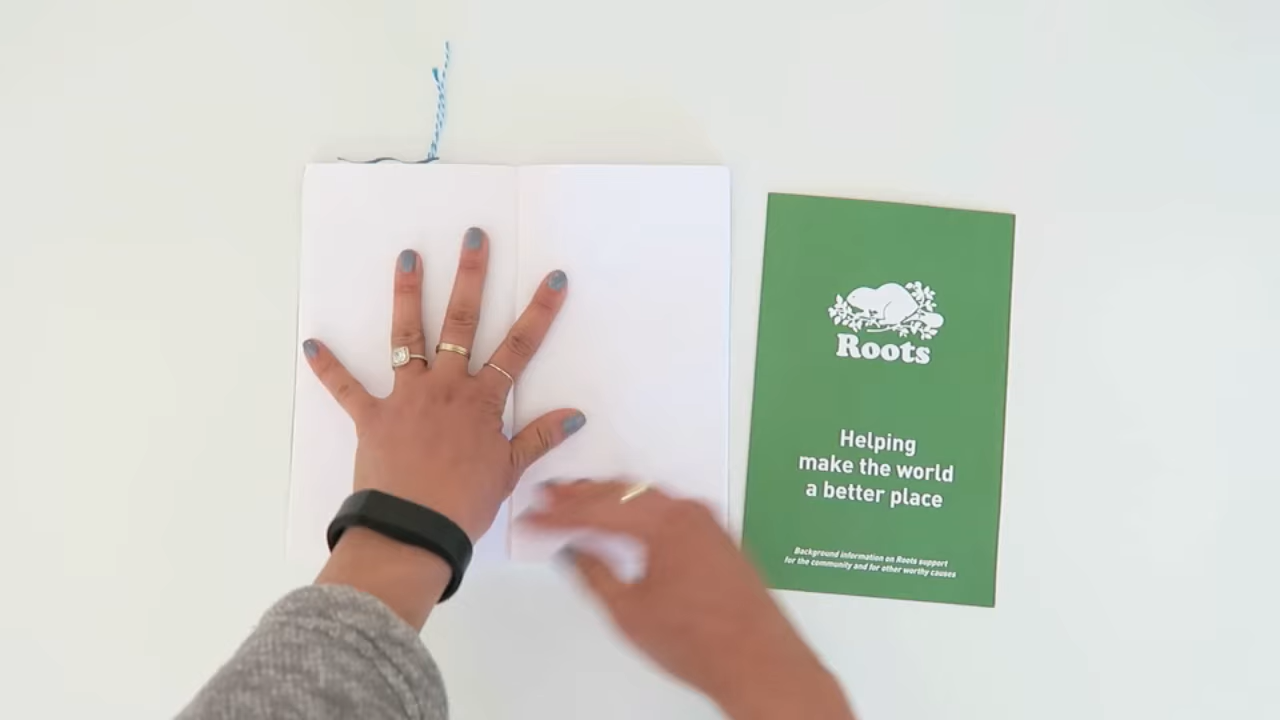 Roots
Helping
make the world
a better place
Background information on Roots support
for the community and for other worthy causes